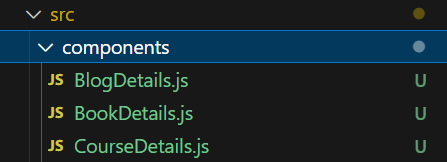 src
components
JS BlogDetails.js U
JS BookDetails.js U
JS CourseDetails.js U